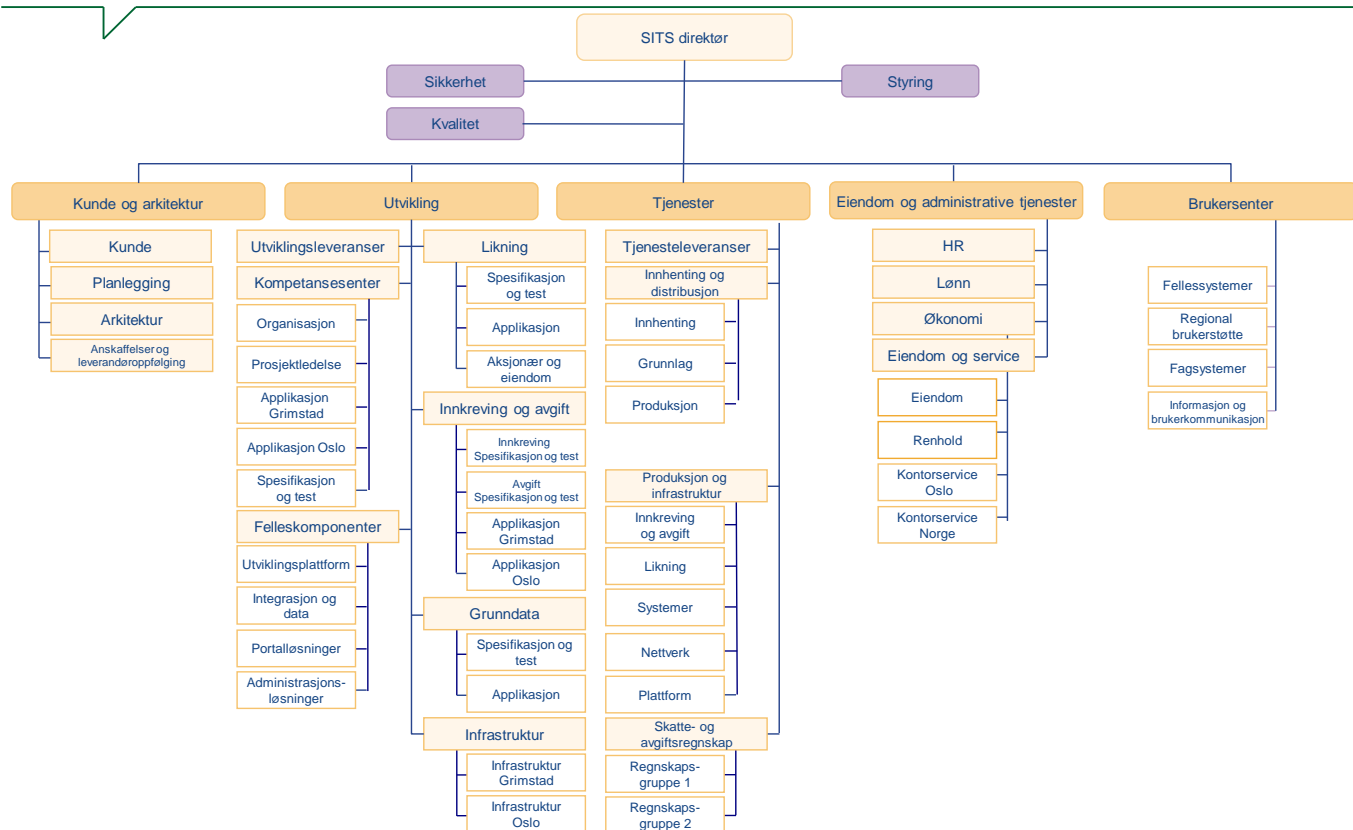 SITS direktør
Sikkerhet
Styring
Kvalitet
Kunde og arkitektur
Utvikling
Tjenester
Eiendom og administrative tjenester
Brukersenter
Kunde
Planlegging
Arkitektur
Anskaffelser og
leverandøroppfølging
Utviklingsleveranser
Kompetansesenter
Organisasjon
Prosjektledelse
Applikasjon
Grimstad
Applikasjon Oslo
Spesifikasjon
og test
Felleskomponenter
Utviklingsplattform
Integrasjon og
data
Portalløsninger
Administrasjons-
løsninger
Likning
Spesifikasjon
og test
Applikasjon
Aksjonær og
eiendom
Innkreving og avgift
Innkreving
Spesifikasjon og test
Avgift
Spesifikasjon og test
Applikasjon
Grimstad
Applikasjon
Oslo
Grunndata
Spesifikasjon og
test
Applikasjon
Infrastruktur
Infrastruktur
Grimstad
Infrastruktur
Oslo
Tjenesteleveranser
Innhenting og
distribusjon
Innhenting
Grunnlag
Produksjon
Produksjon og
infrastruktur
Innkreving
og avgift
Likning
Systemer
Nettverk
Plattform
Skatte- og
avgiftsregnskap
Regnskaps-
gruppe 1
Regnskaps-
gruppe 2
HR
Lønn
Økonomi
Eiendom og service
Eiendom
Renhold
Kontorservice
Oslo
Kontorservice
Norge
Fellessystemer
Regional
brukerstøtte
Fagsystemer
Informasjon og
brukerkommunikasjon